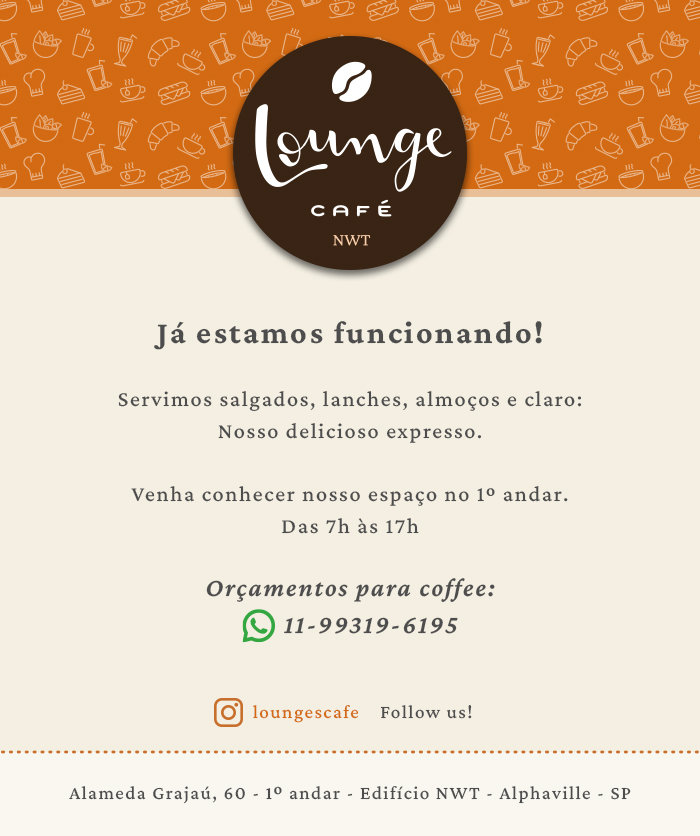 Lounge
CAFÉ
NWT
Já estamos funcionando!
Servimos salgados, lanches, almoços e claro:
Nosso delicioso expresso.
Venha conhecer nosso espaço no 1º andar.
Das 7h às 17h
Orçamentos para coffee:
11-99319-6195
loungescafe Follow us!
Alameda Grajaú, 60 - 1º andar - Edifício NWT - Alphaville - SP